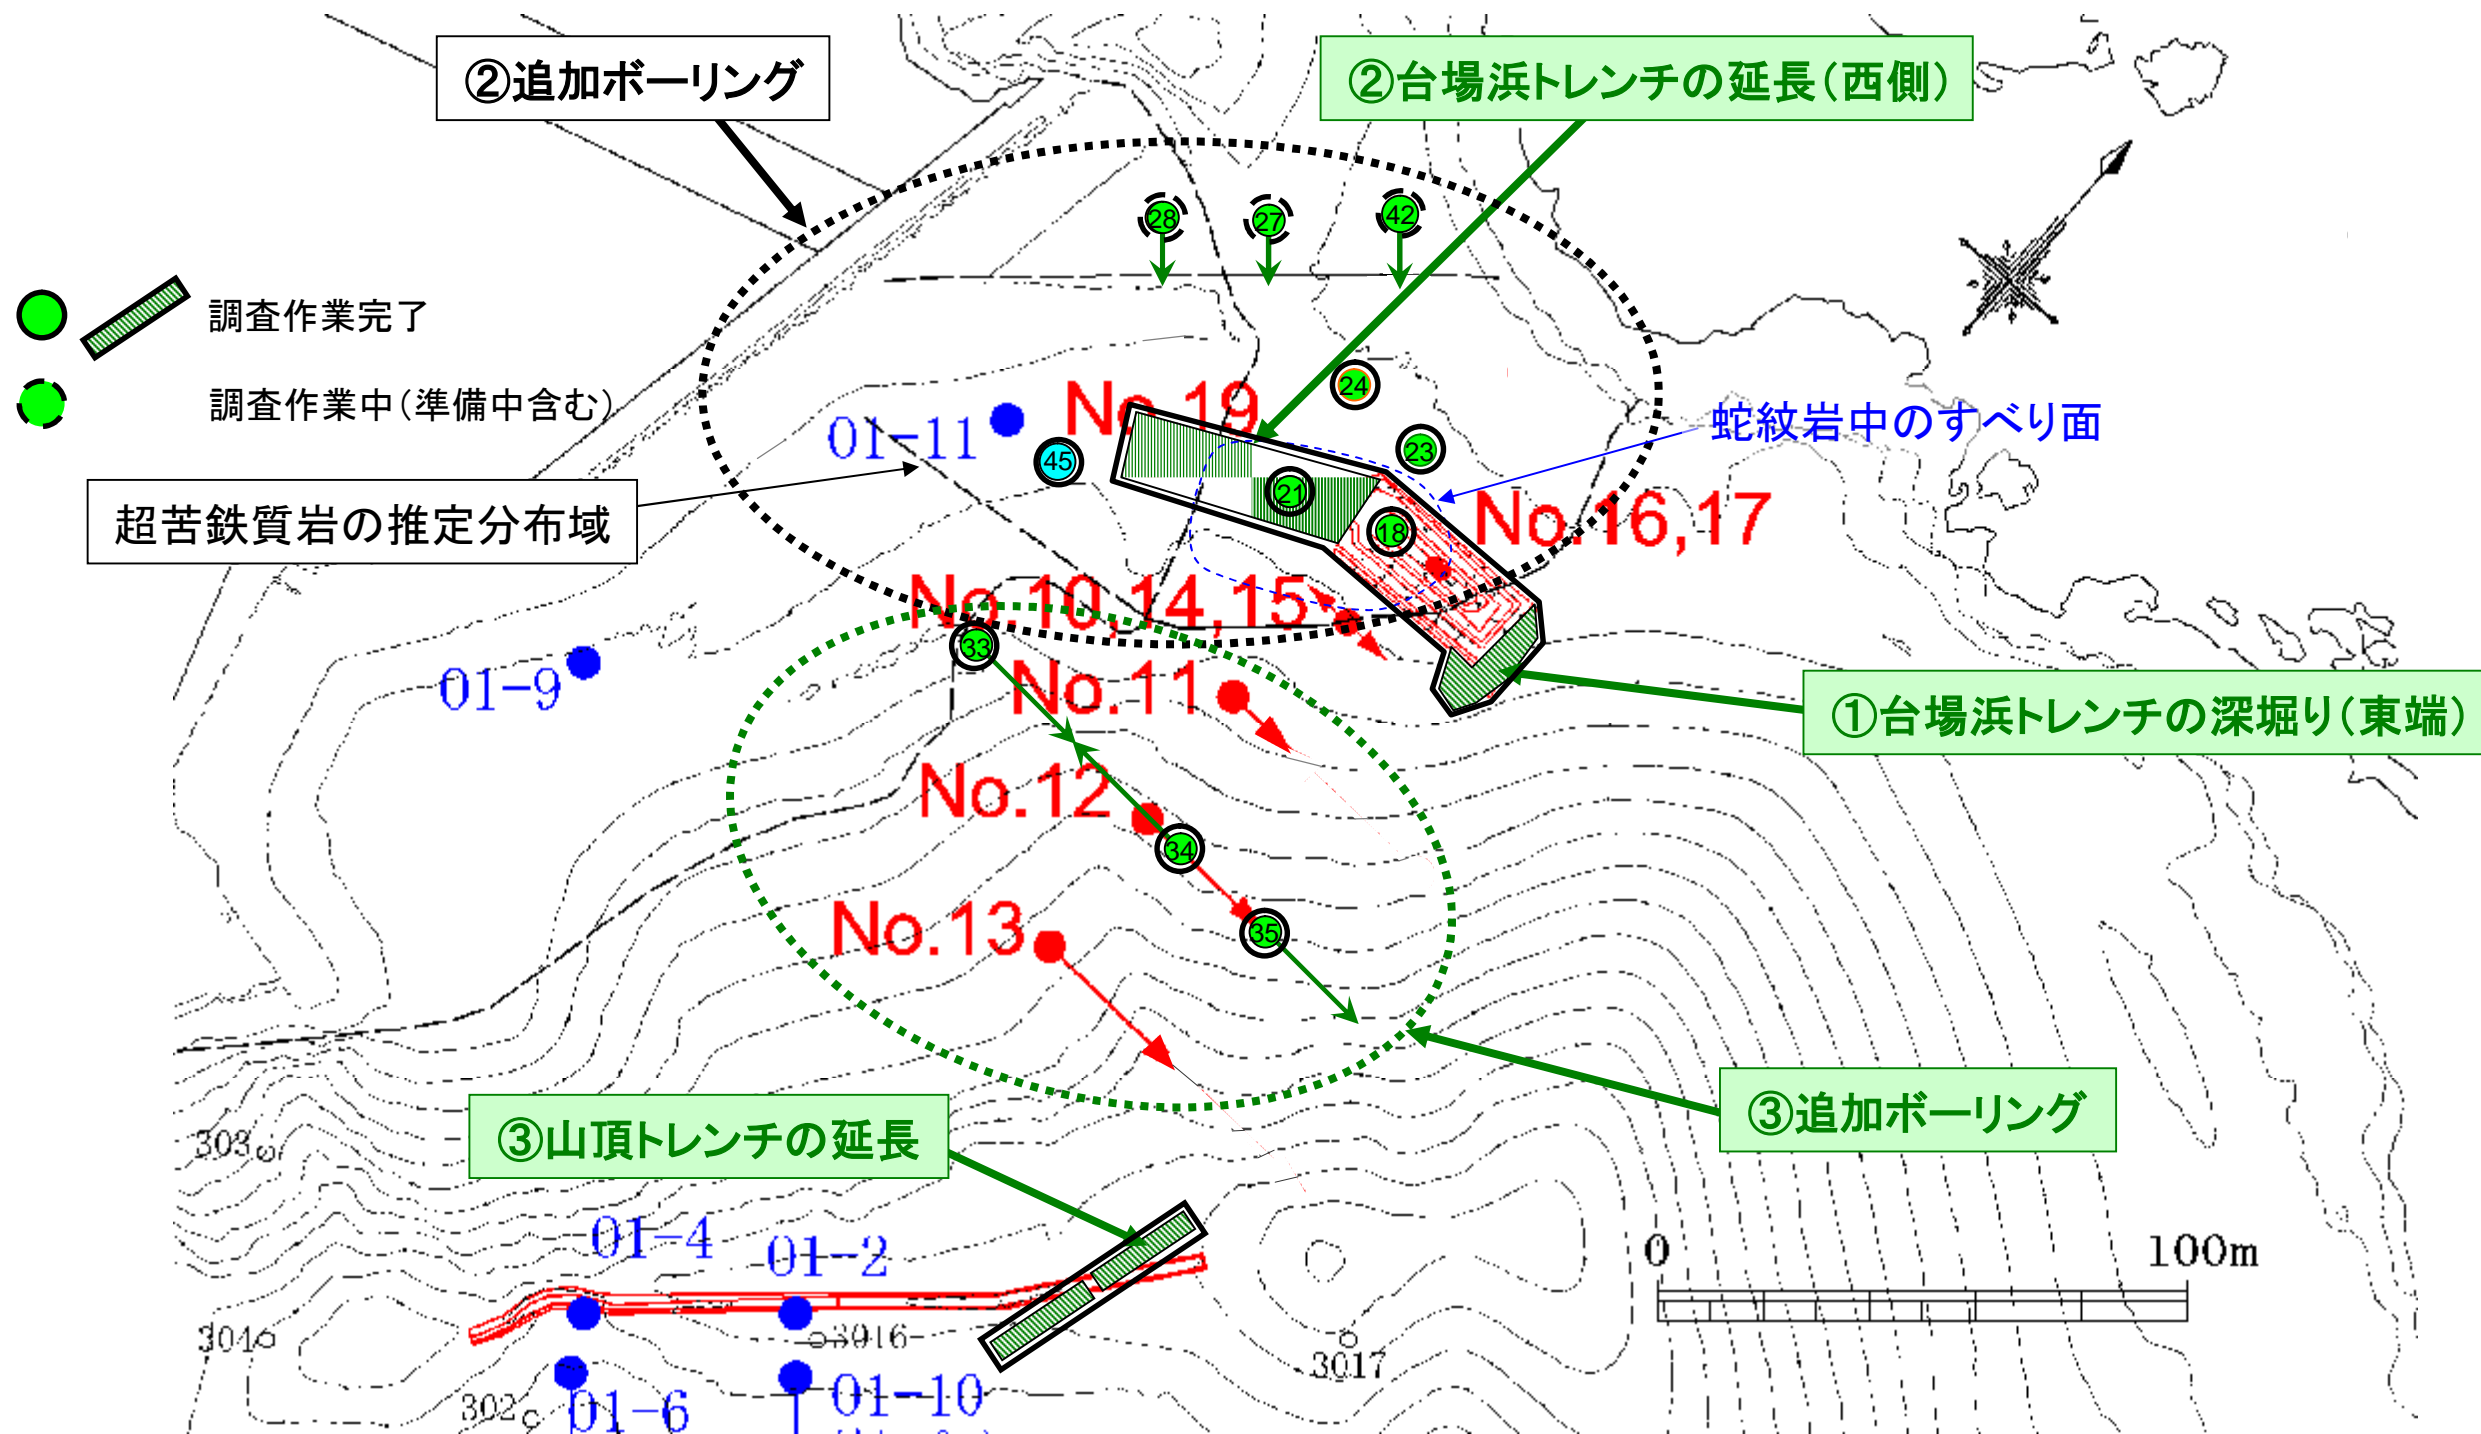 ②追加ボーリング
②台場浜トレンチの延長(西側)
28
27
42
調査作業完了
調査作業中(準備中含む)
24
No.19
01-11
45
23
蛇紋岩中のすべり面
21
18
No.16,17
超苦鉄質岩の推定分布域
No.10,14,15
33
01-9
No.11
①台場浜トレンチの深堀り(東端)
No.12
34
No.13
35
③追加ボーリング
③山頂トレンチの延長
303
01-4
01-2
0
100m
304
3016
3017
302
01-6
01-10